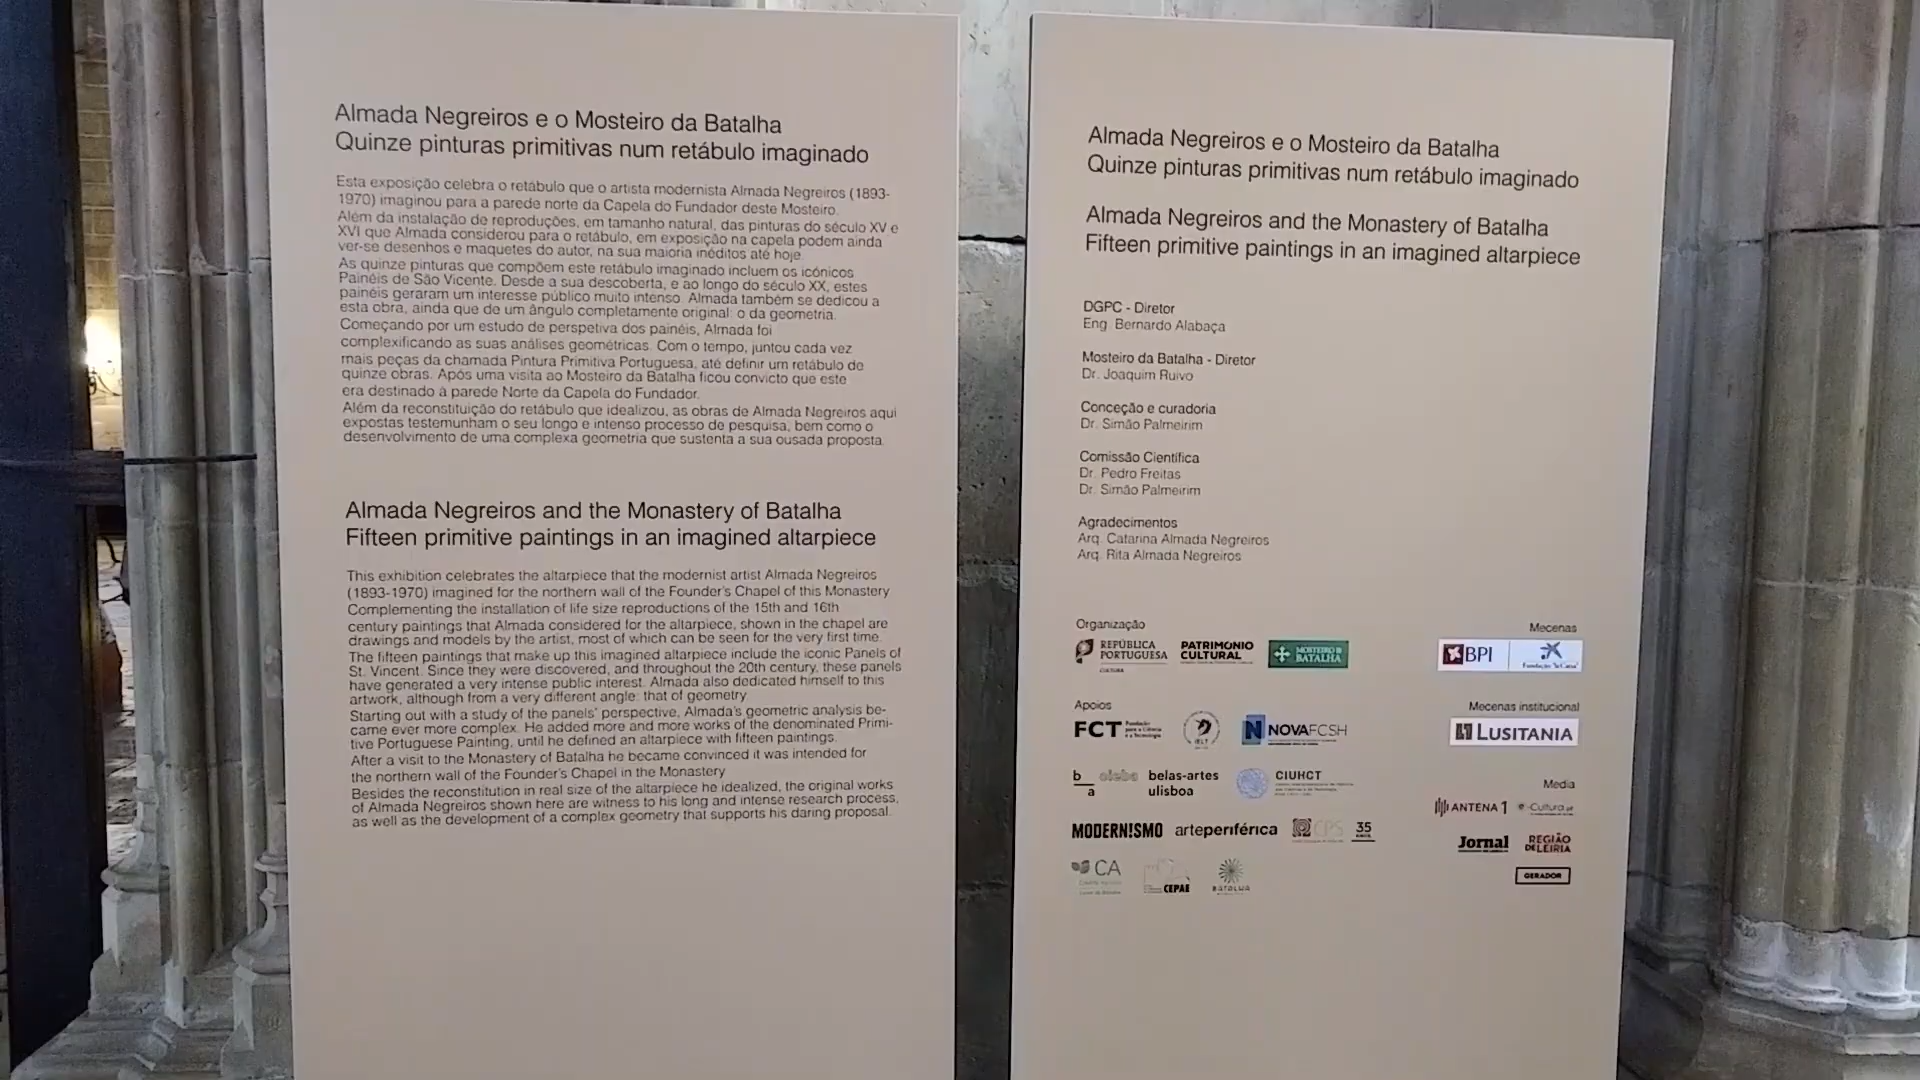 Almada Negreiros e o Mosteiro da Batalha
Quinze pinturas primitivas num retábulo imaginado
Esta exposição celebra o retábulo que o artista modernista Almada Negreiros (1893-
1970) imaginou para a parede norte da Capela do Fundador deste Mosteiro.
Além da instalação de reproduções, em tamanho natural, das pinturas do século XV e
XVI que Almada considerou para o retábulo, em exposição na capela podem ainda
ver-se desenhos e maquetes do autor, na sua maioria inéditos até hoje.
As quinze pinturas que compõem este retábulo imaginado incluem os icónicos
Painéis de São Vicente. Desde a sua descoberta, e ao longo do século XX, estes
painéis geraram um interesse público muito intenso. Almada também se dedicou a
esta obra, ainda que de um ângulo completamente original: o da geometria.
Começando por um estudo de perspetiva dos painéis, Almada foi
complexificando as suas análises geométricas. Com o tempo, juntou cada vez
mais peças da chamada Pintura Primitiva Portuguesa, até definir um retábulo de
quinze obras. Após uma visita ao Mosteiro da Batalha ficou convicto que este
era destinado à parede Norte da Capela do Fundador.
Além da reconstituição do retábulo que idealizou, as obras de Almada Negreiros aqui
expostas testemunham o seu longo e intenso processo de pesquisa, bem como o
desenvolvimento de uma complexa geometria que sustenta a sua ousada proposta.
Almada Negreiros and the Monastery of Batalha
Fifteen primitive paintings in an imagined altarpiece
This exhibition celebrates the altarpiece that the modernist artist Almada Negreiros
(1893-1970) imagined for the northern wall of the Founder's Chapel of this Monastery
Complementing the installation of life size reproductions of the 15th and 16th
century paintings that Almada considered for the altarpiece, shown in the chapel are
drawings and models by the artist, most of which can be seen for the very first time.
The fifteen paintings that make up this imagined altarpiece include the iconic Panels of
St. Vincent. Since they were discovered, and throughout the 20th century, these panels
have generated a very intense public interest. Almada also dedicated himself to this
artwork, although from a very different angle: that of geometry.
Starting out with a study of the panels' perspective, Almada's geometric analysis be-
came ever more complex. He added more and more works of the denominated Primi-
tive Portuguese Painting, until he defined an altarpiece with fifteen paintings.
After a visit to the Monastery of Batalha he became convinced it was intended for
the northern wall of the Founder's Chapel in the Monastery
Besides the reconstitution in real size of the altarpiece he idealized, the original works
of Almada Negreiros shown here are witness to his long and intense research process,
as well as the development of a complex geometry that supports his daring proposal.
Almada Negreiros e o Mosteiro da Batalha
Quinze pinturas primitivas num retábulo imaginado
Almada Negreiros and the Monastery of Batalha
Fifteen primitive paintings in an imagined altarpiece
DGPC - Diretor
Eng. Bernardo Alabaça
Mosteiro da Batalha - Diretor
Dr. Joaquim Ruivo
Conceção e curadoria
Dr. Simão Palmeirim
Comissão Científica
Dr. Pedro Freitas
Dr. Simão Palmeirim
Agradecimentos
Arq. Catarina Almada Negreiros
Arq. Rita Almada Negreiros
Organização
REPÚBLICA
PORTUGUESA
CULTURA
PATRIMÓNIO
CULTURAL
MOSTEIRO DA
BATALHA
Mecenas
BPI
Fundação "la Caixa"
Apoios
FCT Fundação
para a Ciência
e a Tecnologia
IELT
N NOVAFCSH
Mecenas institucional
LUSITANIA
b
a
cieba
belas-artes
ulisboa
CIUHCT
Media
ANTENA 1
e-Cultura.pt
MODERN!SMO
arteperiférica
CPS
35
Jornal
REGIÃO
DE LEIRIA
CA
CEPAE
BATALHA
GERADOR